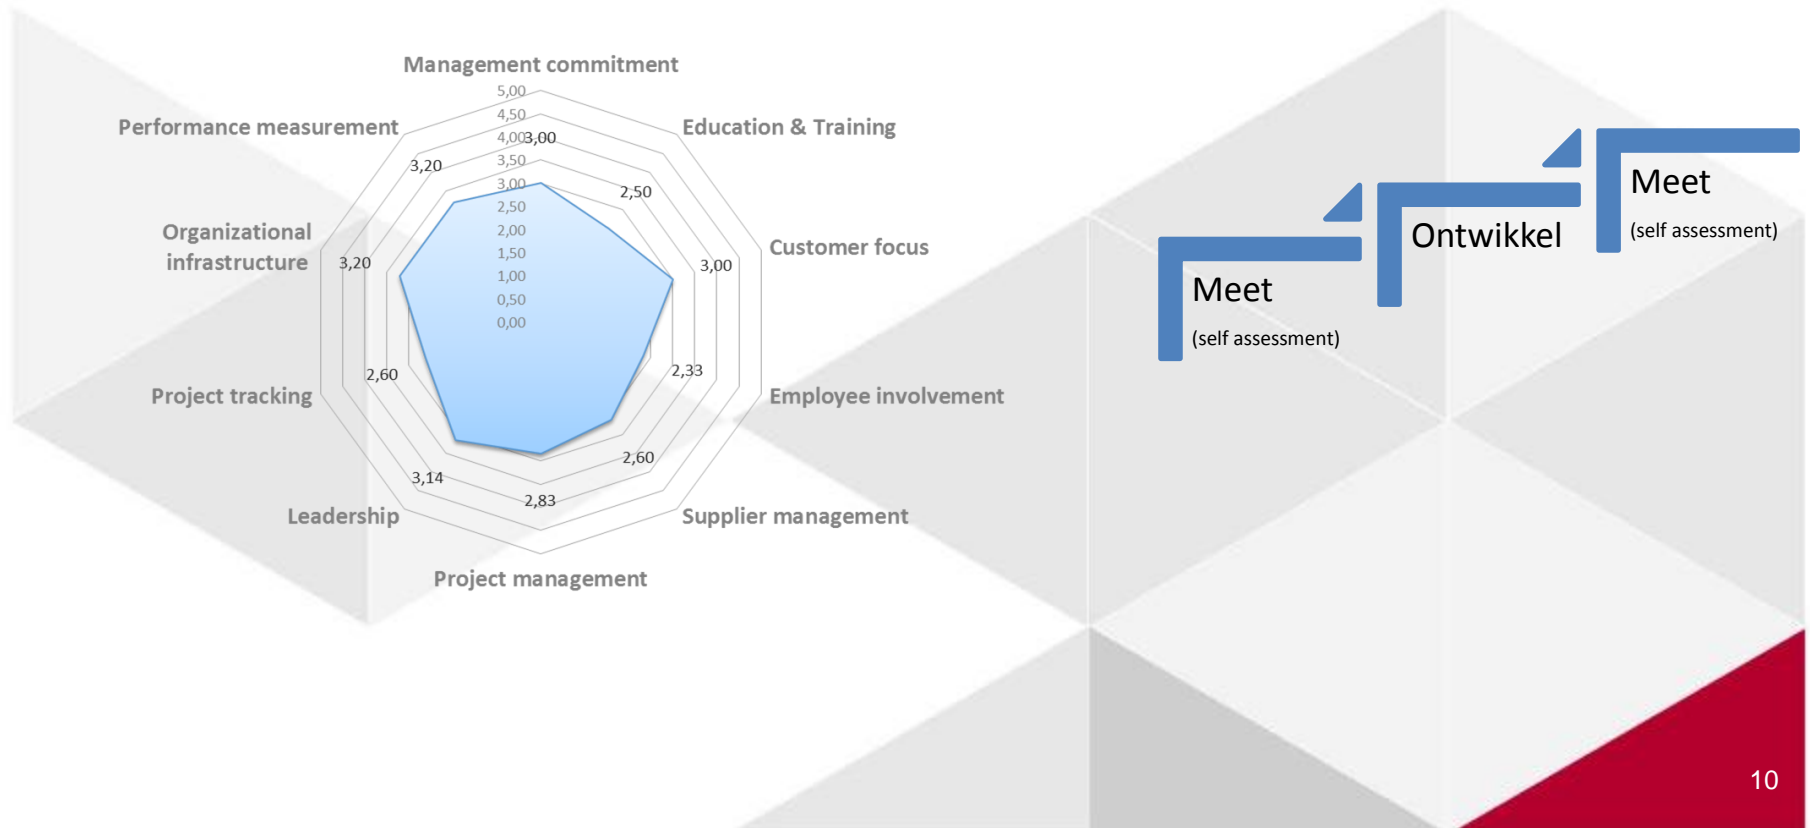 Management commitment
5,00
4,50
4,00
3,50
3,00
2,50
2,00
1,50
1,00
0,50
0,00
3,00
Education & Training
2,50
Customer focus
3,00
Employee involvement
2,33
Supplier management
2,60
Project management
2,83
Leadership
3,14
Project tracking
2,60
Organizational
infrastructure
3,20
Performance measurement
3,20
Meet
(self assessment)
Ontwikkel
Meet
(self assessment)
10